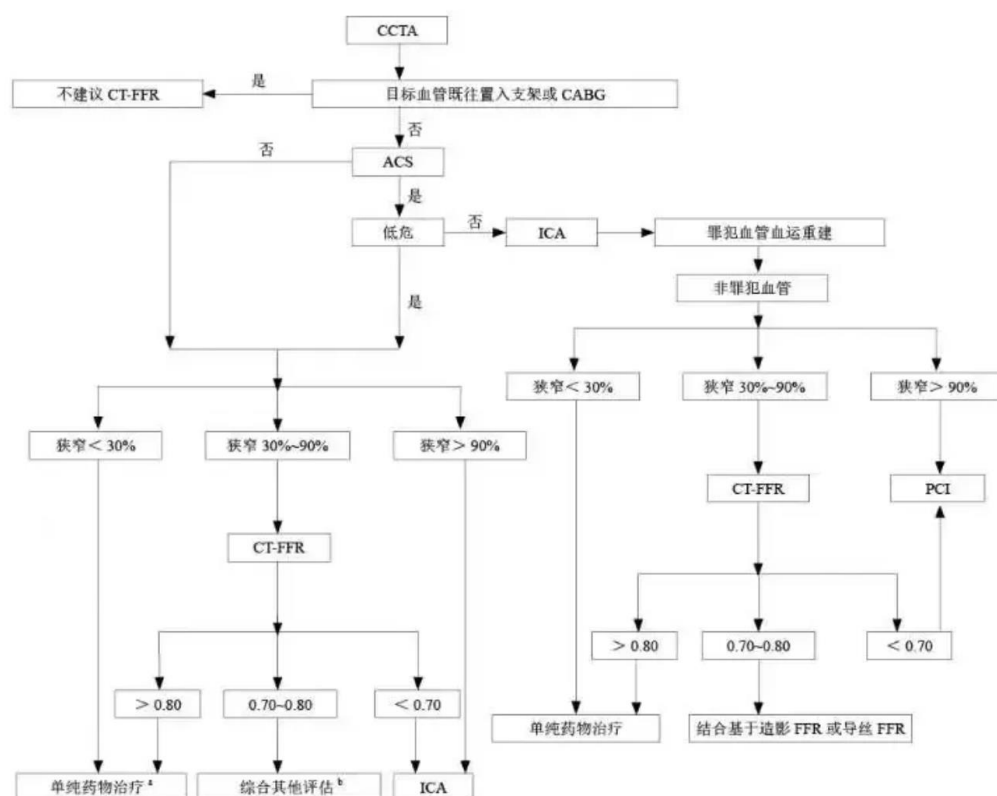 CCTA
不建议 CT-FFR
是
目标血管既往置入支架或 CABG
否
否
ACS
是
低危
否
ICA
罪犯血管血运重建
是
非罪犯血管
狭窄＜30%
狭窄 30%~90%
狭窄＞90%
狭窄＜30%
狭窄 30%~90%
狭窄＞90%
CT-FFR
PCI
CT-FFR
＞0.80
0.70~0.80
＜0.70
＞0.80
0.70~0.80
＜0.70
单纯药物治疗
结合基于造影 FFR 或导丝 FFR
单纯药物治疗 a
综合其他评估 b
ICA